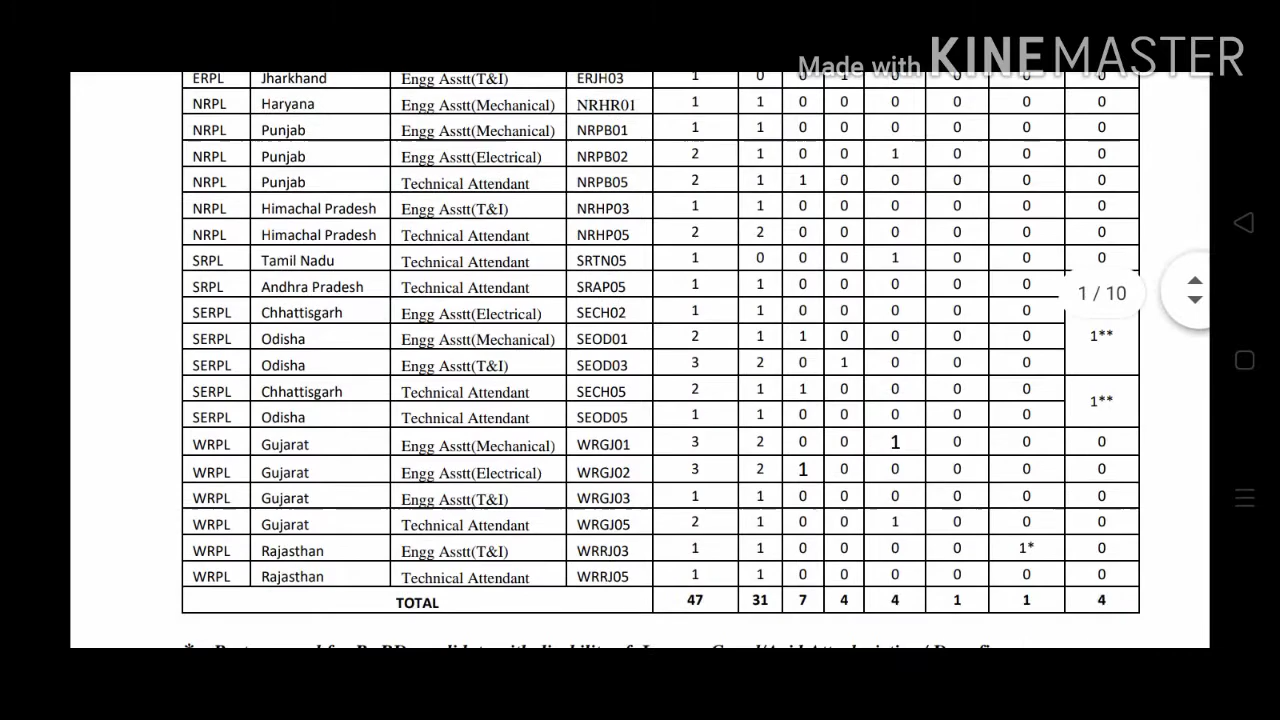 Made with KINEMASTER
ERPL Jharkhand Engg Asstt(T&I) ERJH03 1 0 0 1 0 0 0 0
NRPL Haryana Engg Asstt(Mechanical) NRHR01 1 1 0 0 0 0 0 0
NRPL Punjab Engg Asstt(Mechanical) NRPB01 1 1 0 0 0 0 0 0
NRPL Punjab Engg Asstt(Electrical) NRPB02 2 1 0 0 1 0 0 0
NRPL Punjab Technical Attendant NRPB05 2 1 1 0 0 0 0 0
NRPL Himachal Pradesh Engg Asstt(T&I) NRHP03 1 1 0 0 0 0 0 0
NRPL Himachal Pradesh Technical Attendant NRHP05 2 2 0 0 0 0 0 0
SRPL Tamil Nadu Technical Attendant SRTN05 1 0 0 0 1 0 0 0
SRPL Andhra Pradesh Technical Attendant SRAP05 1 1 0 0 0 0 0
1 / 10
SERPL Chhattisgarh Engg Asstt(Electrical) SECH02 1 1 0 0 0 0 0
SERPL Odisha Engg Asstt(Mechanical) SEOD01 2 1 1 0 0 0 0 1**
SERPL Odisha Engg Asstt(T&I) SEOD03 3 2 0 1 0 0 0
SERPL Chhattisgarh Technical Attendant SECH05 2 1 1 0 0 0 0 1**
SERPL Odisha Technical Attendant SEOD05 1 1 0 0 0 0 0
WRPL Gujarat Engg Asstt(Mechanical) WRGJ01 3 2 0 0 1 0 0 0
WRPL Gujarat Engg Asstt(Electrical) WRGJ02 3 2 1 0 0 0 0 0
WRPL Gujarat Engg Asstt(T&I) WRGJ03 1 1 0 0 0 0 0 0
WRPL Gujarat Technical Attendant WRGJ05 2 1 0 0 1 0 0 0
WRPL Rajasthan Engg Asstt(T&I) WRRJ03 1 1 0 0 0 0 1* 0
WRPL Rajasthan Technical Attendant WRRJ05 1 1 0 0 0 0 0 0
TOTAL 47 31 7 4 4 1 1 4